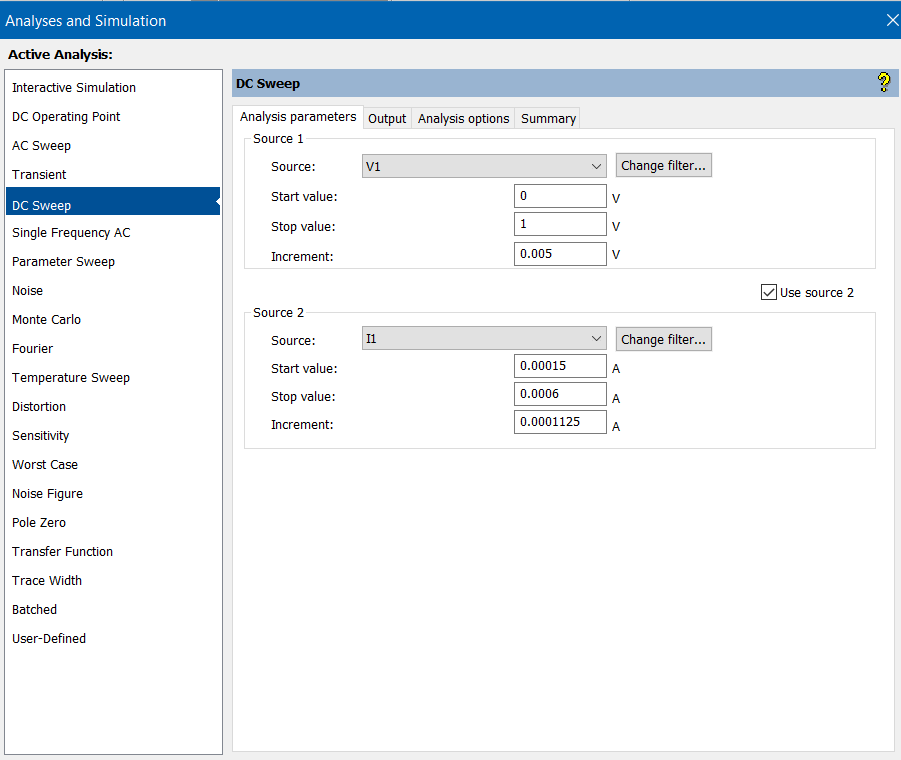 Analyses and Simulation
Active Analysis:
Interactive Simulation
DC Operating Point
AC Sweep
Transient
DC Sweep
Single Frequency AC
Parameter Sweep
Noise
Monte Carlo
Fourier
Temperature Sweep
Distortion
Sensitivity
Worst Case
Noise Figure
Pole Zero
Transfer Function
Trace Width
Batched
User-Defined
DC Sweep ?
Analysis parameters Output Analysis options Summary
Source 1
Source: V1 Change filter...
Start value: 0 V
Stop value: 1 V
Increment: 0.005 V
Use source 2
Source 2
Source: I1 Change filter...
Start value: 0.00015 A
Stop value: 0.0006 A
Increment: 0.0001125 A